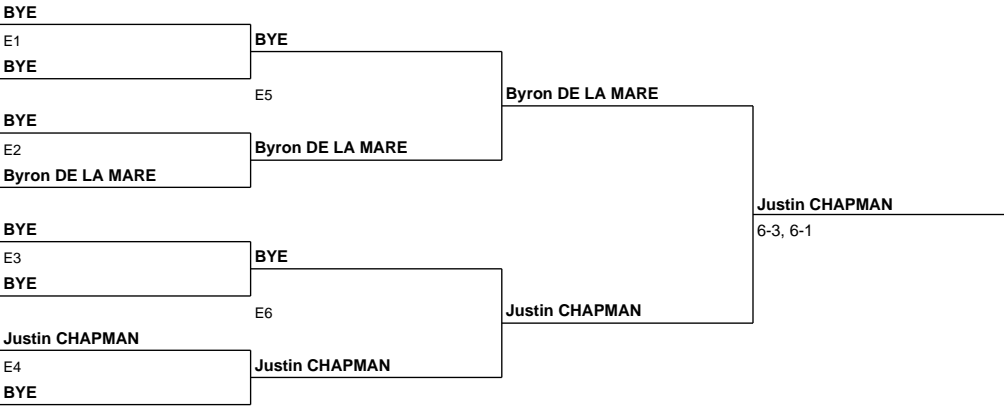 BYE
E1
BYE
BYE
E5
BYE
E2
Byron DE LA MARE
Byron DE LA MARE
Byron DE LA MARE
BYE
E3
BYE
BYE
E6
Justin CHAPMAN
E4
BYE
Justin CHAPMAN
Justin CHAPMAN
Justin CHAPMAN
6-3, 6-1